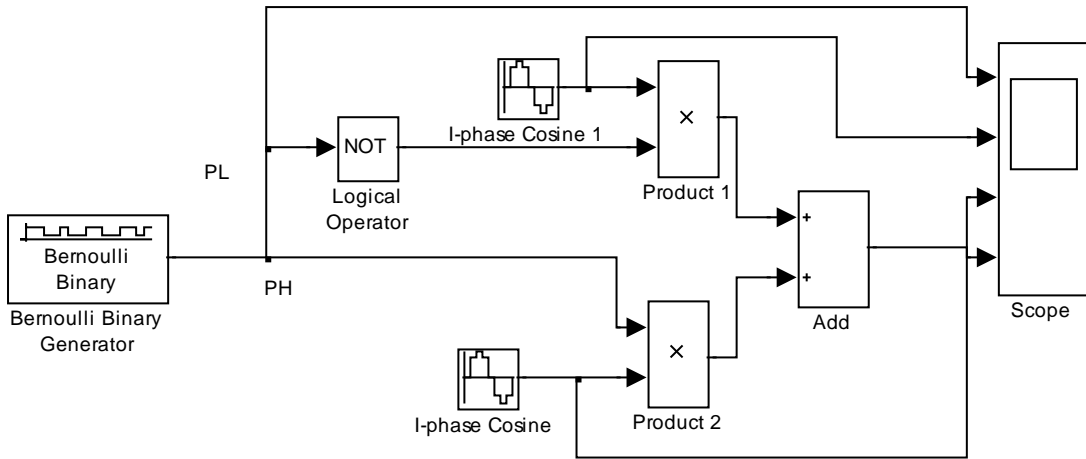 I-phase Cosine 1
×
Product 1
NOT
Logical
Operator
PL
Bernoulli
Binary
Bernoulli Binary
Generator
PH
+
+
Add
Scope
×
Product 2
I-phase Cosine